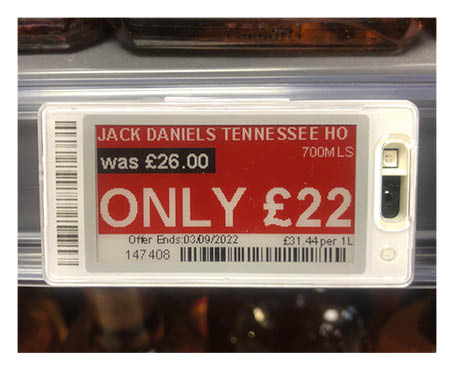 JACK DANIELS TENNESSEE HO
700MLS
was £26.00
ONLY £22
Offer Ends:03/09/2022
£31.44 per 1L
147408